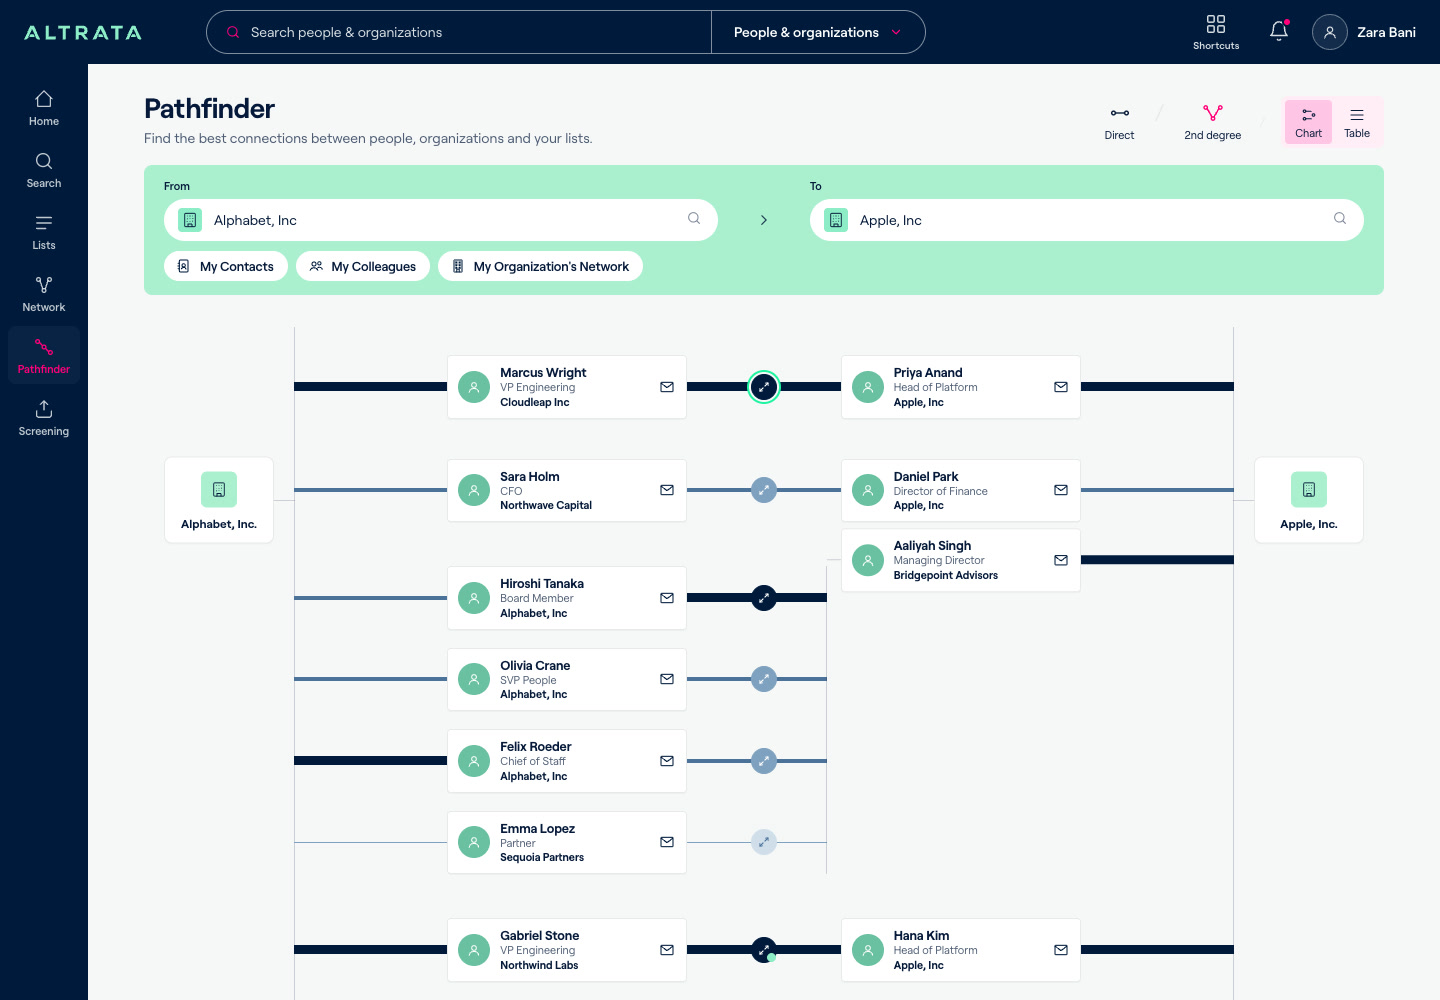 ALTRATA
Search people & organizations
People & organizations
Shortcuts
Zara Bani
Home
Search
Lists
Network
Pathfinder
Screening
Pathfinder
Find the best connections between people, organizations and your lists.
Direct
2nd degree
Chart
Table
From
Alphabet, Inc
To
Apple, Inc
My Contacts
My Colleagues
My Organization's Network
Alphabet, Inc.
Marcus Wright
VP Engineering
Cloudleap Inc
Priya Anand
Head of Platform
Apple, Inc
Sara Holm
CFO
Northwave Capital
Daniel Park
Director of Finance
Apple, Inc
Aaliyah Singh
Managing Director
Bridgepoint Advisors
Hiroshi Tanaka
Board Member
Alphabet, Inc
Olivia Crane
SVP People
Alphabet, Inc
Felix Roeder
Chief of Staff
Alphabet, Inc
Emma Lopez
Partner
Sequoia Partners
Gabriel Stone
VP Engineering
Northwind Labs
Hana Kim
Head of Platform
Apple, Inc
Apple, Inc.